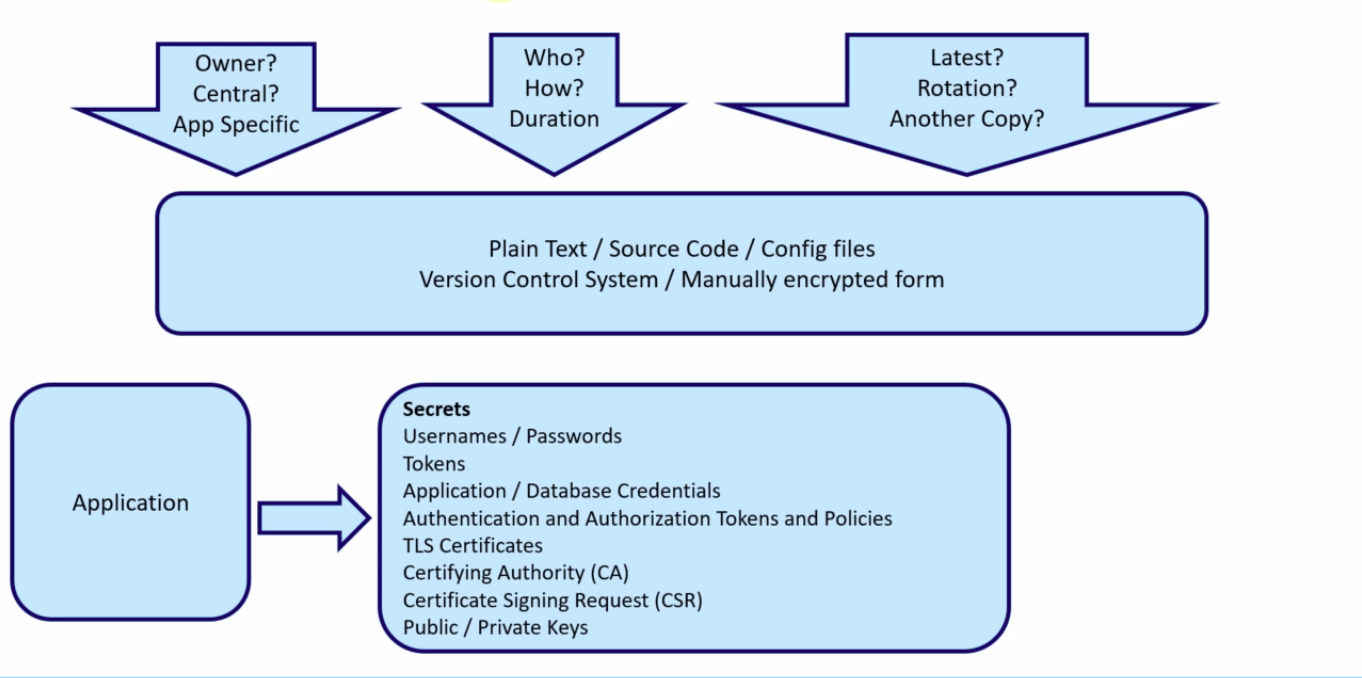 Owner?
Central?
App Specific
Who?
How?
Duration
Latest?
Rotation?
Another Copy?
Plain Text / Source Code / Config files
Version Control System / Manually encrypted form
Application
Secrets
Usernames / Passwords
Tokens
Application / Database Credentials
Authentication and Authorization Tokens and Policies
TLS Certificates
Certifying Authority (CA)
Certificate Signing Request (CSR)
Public / Private Keys